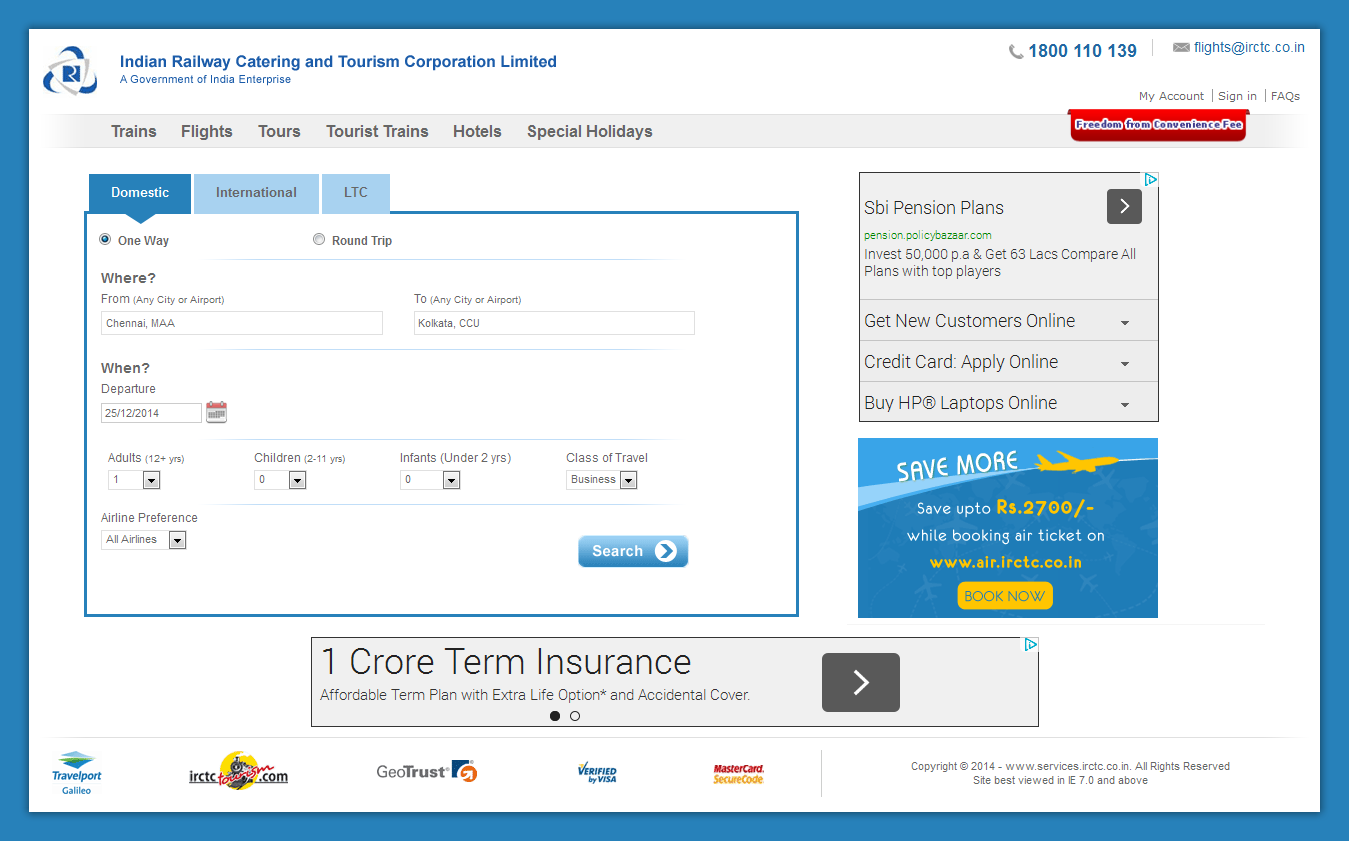 Indian Railway Catering and Tourism Corporation Limited
A Government of India Enterprise
1800 110 139
flights@irctc.co.in
My Account | Sign in | FAQs
Trains Flights Tours Tourist Trains Hotels Special Holidays
Freedom from Convenience Fee
Domestic International LTC
One Way Round Trip
Where?
From (Any City or Airport) To (Any City or Airport)
Chennai, MAA Kolkata, CCU
When?
Departure
25/12/2014
Adults (12+ yrs) Children (2-11 yrs) Infants (Under 2 yrs) Class of Travel
1 0 0 Business
Airline Preference
All Airlines
Search
Sbi Pension Plans
pension.policybazaar.com
Invest 50,000 p.a & Get 63 Lacs Compare All
Plans with top players
Get New Customers Online
Credit Card: Apply Online
Buy HP® Laptops Online
SAVE MORE
Save upto Rs.2700/-
while booking air ticket on
www.air.irctc.co.in
BOOK NOW
1 Crore Term Insurance
Affordable Term Plan with Extra Life Option* and Accidental Cover.
Travelport
Galileo
irctc tourism .com
GeoTrust®
VERIFIED
by VISA
MasterCard.
SecureCode.
Copyright © 2014 - www.services.irctc.co.in. All Rights Reserved
Site best viewed in IE 7.0 and above